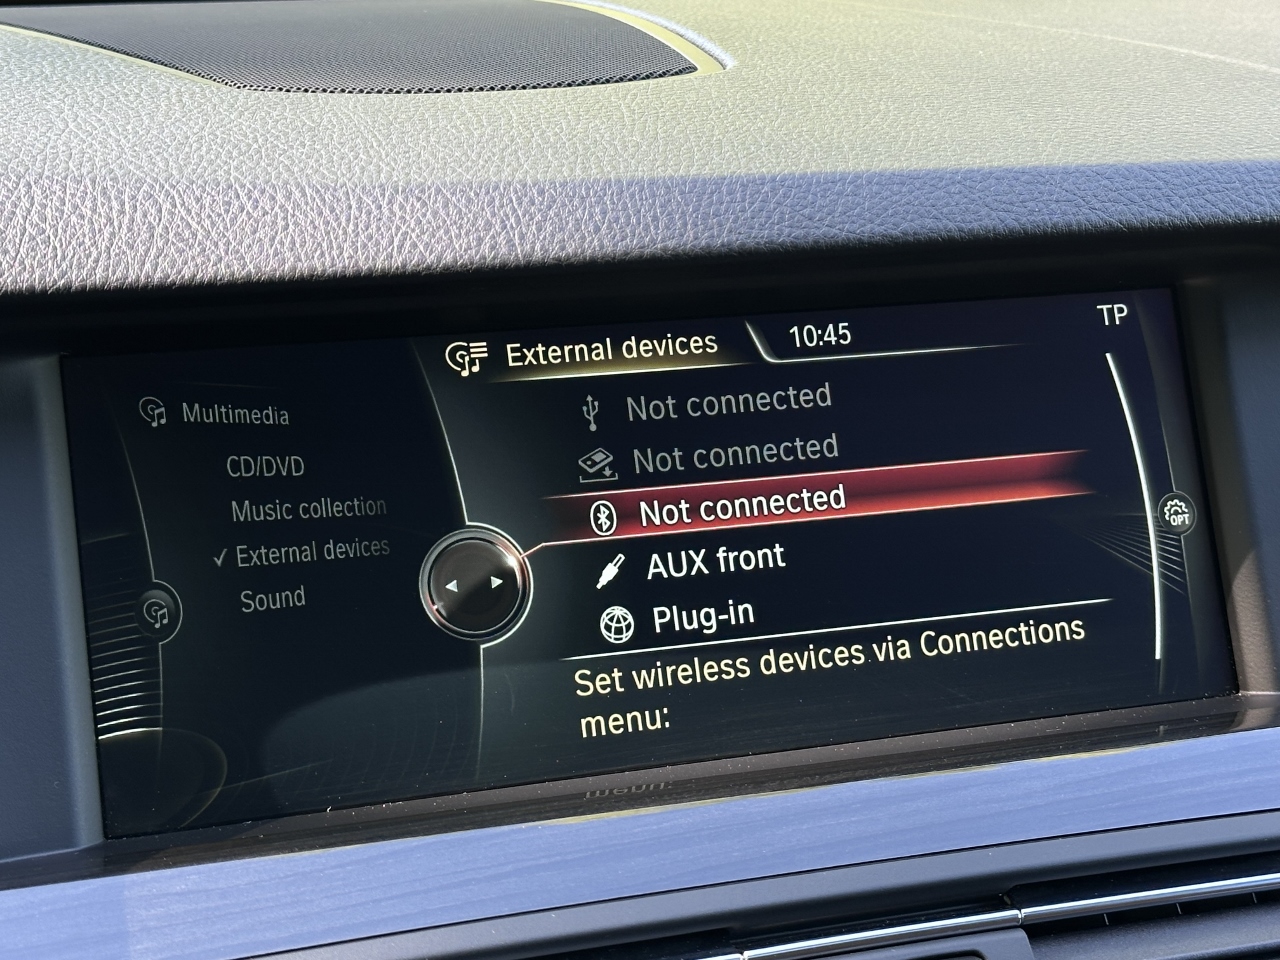 External devices 10:45 TP
Multimedia
CD/DVD
Music collection
External devices
Sound
Not connected
Not connected
Not connected
AUX front
Plug-in
Set wireless devices via Connections
menu:
OPT